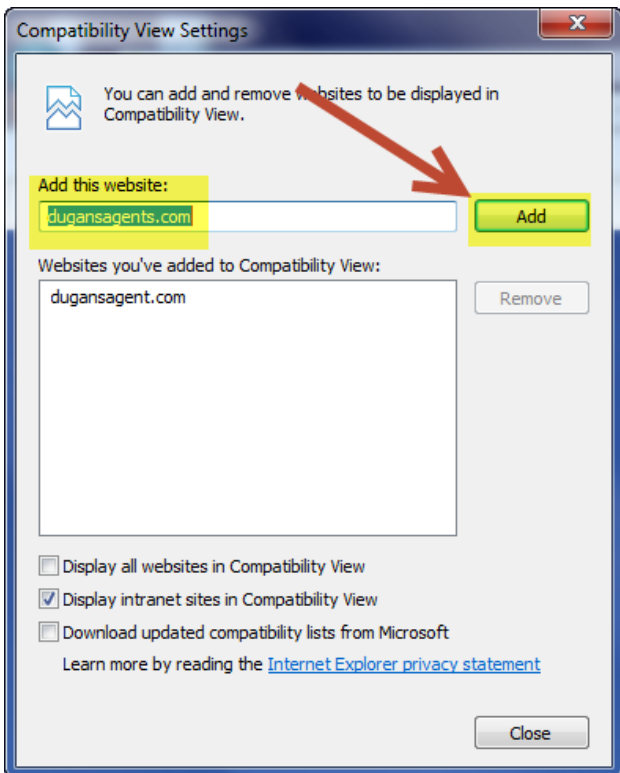 Compatibility View Settings
You can add and remove websites to be displayed in
Compatibility View.
Add this website:
dugansagents.com
Add
Websites you've added to Compatibility View:
dugansagent.com
Remove
Display all websites in Compatibility View
Display intranet sites in Compatibility View
Download updated compatibility lists from Microsoft
Learn more by reading the Internet Explorer privacy statement
Close